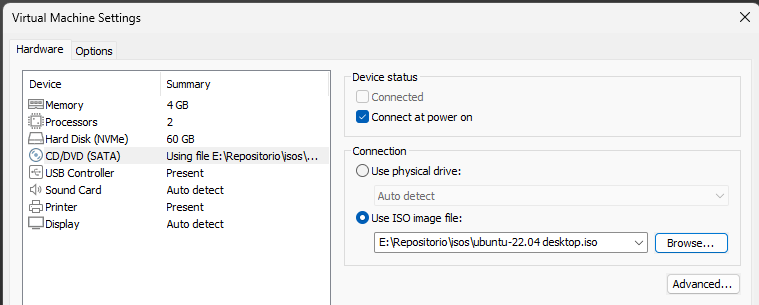 Virtual Machine Settings
Hardware Options
Device Summary
Memory 4 GB
Processors 2
Hard Disk (NVMe) 60 GB
CD/DVD (SATA) Using file E:\Repositorio\isos\...
USB Controller Present
Sound Card Auto detect
Printer Present
Display Auto detect
Device status
Connected
Connect at power on
Connection
Use physical drive:
Auto detect
Use ISO image file:
E:\Repositorio\isos\ubuntu-22.04 desktop.iso Browse...
Advanced...